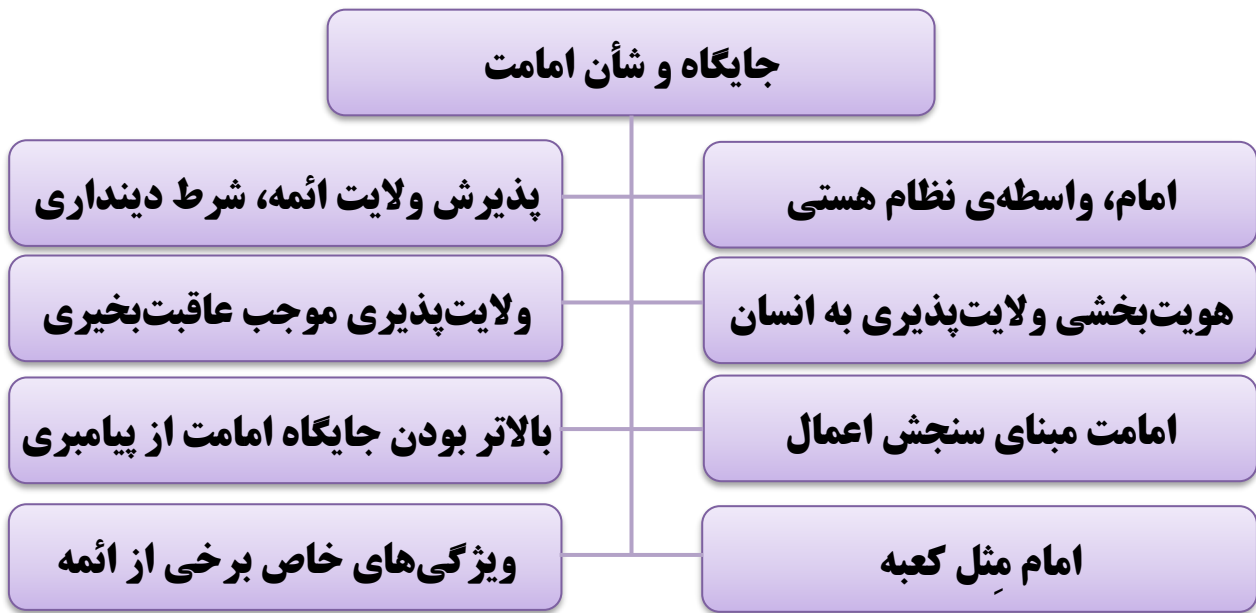 جایگاه و شأن امامت
امام، واسطه‌ی نظام هستی
پذیرش ولایت ائمه، شرط دینداری
هویت‌بخشی ولایت‌پذیری به انسان
ولایت‌پذیری موجب عاقبت‌بخیری
امامت مبنای سنجش اعمال
بالاتر بودن جایگاه امامت از پیامبری
امام مِثل کعبه
ویژگی‌های خاص برخی از ائمه